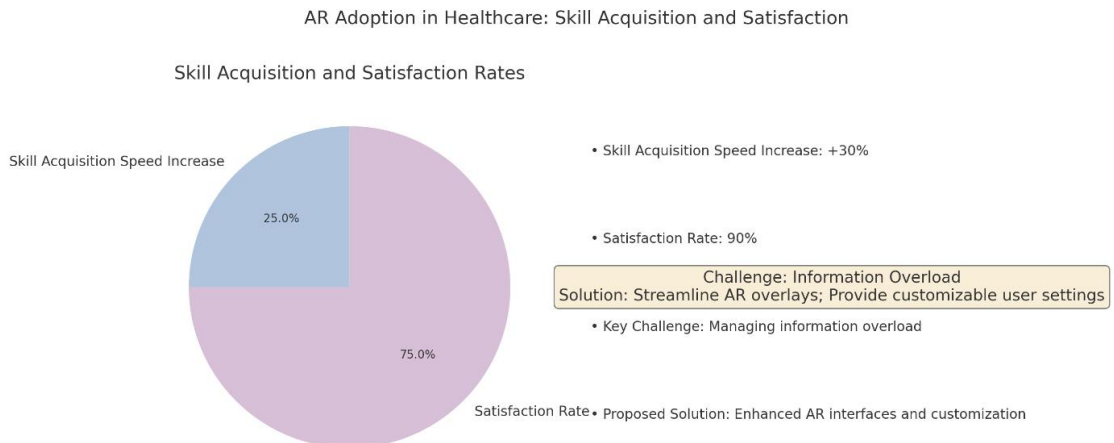 AR Adoption in Healthcare: Skill Acquisition and Satisfaction
Skill Acquisition and Satisfaction Rates
Skill Acquisition Speed Increase
25.0%
75.0%
Satisfaction Rate
• Skill Acquisition Speed Increase: +30%
• Satisfaction Rate: 90%
Challenge: Information Overload
Solution: Streamline AR overlays; Provide customizable user settings
• Key Challenge: Managing information overload
• Proposed Solution: Enhanced AR interfaces and customization